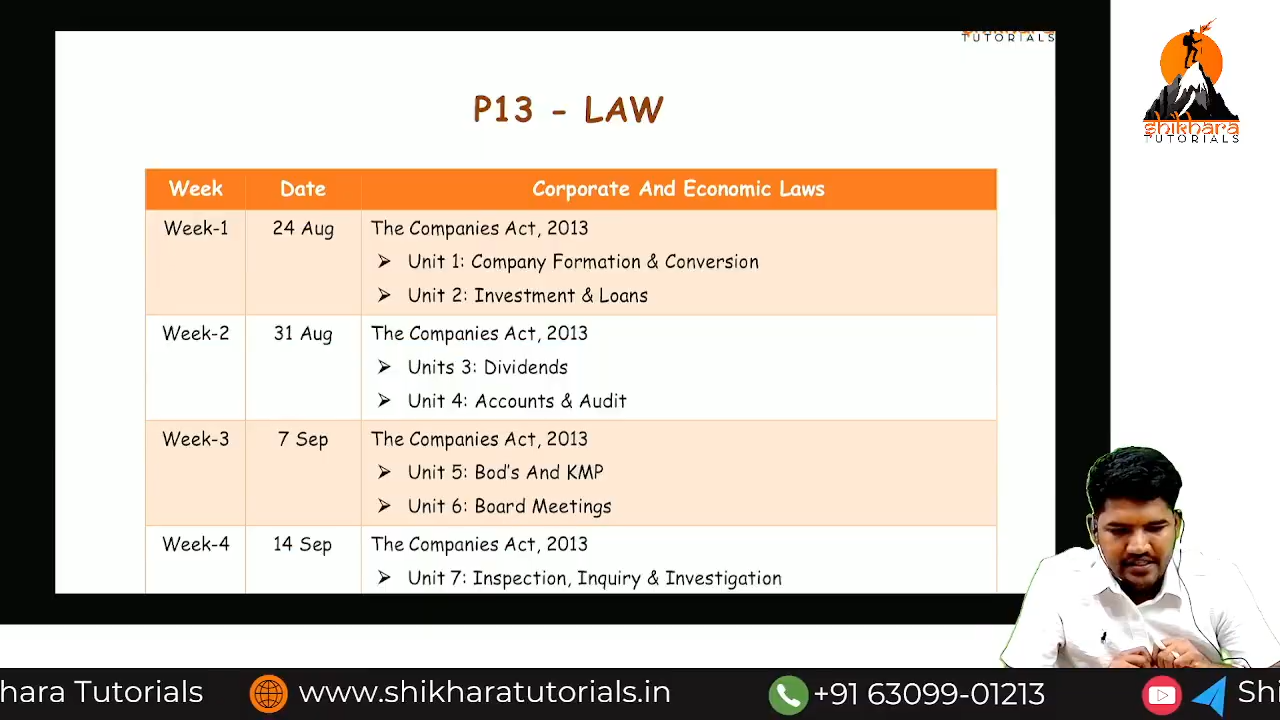 TUTORIALS
shikhara
TUTORIALS
P13 - LAW
Week Date Corporate And Economic Laws
Week-1 24 Aug The Companies Act, 2013
➤ Unit 1: Company Formation & Conversion
➤ Unit 2: Investment & Loans
Week-2 31 Aug The Companies Act, 2013
➤ Units 3: Dividends
➤ Unit 4: Accounts & Audit
Week-3 7 Sep The Companies Act, 2013
➤ Unit 5: Bod's And KMP
➤ Unit 6: Board Meetings
Week-4 14 Sep The Companies Act, 2013
➤ Unit 7: Inspection, Inquiry & Investigation
hara Tutorials www.shikharatutorials.in +91 63099-01213 Shi